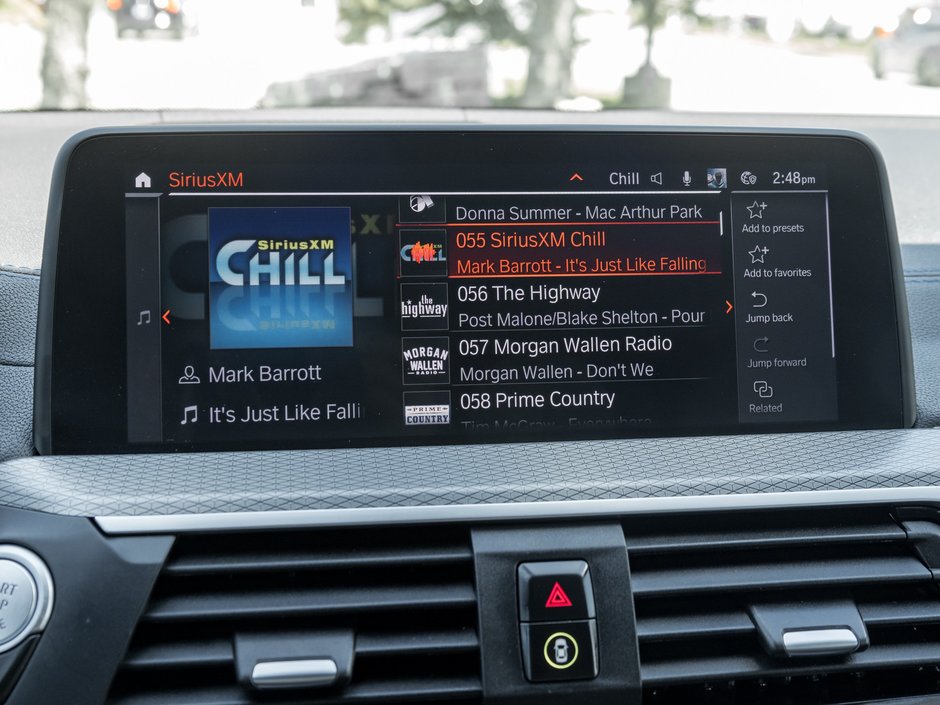 SiriusXM
Chill
2:48pm
SiriusXM
CHILL
Mark Barrott
It's Just Like Falli
Donna Summer - Mac Arthur Park
055 SiriusXM Chill
Mark Barrott - It's Just Like Falling
056 The Highway
Post Malone/Blake Shelton - Pour
057 Morgan Wallen Radio
Morgan Wallen - Don't We
058 Prime Country
Tim McGraw - Everywhere
the
highway
MORGAN
WALLEN
RADIO
PRIME
COUNTRY
Add to presets
Add to favorites
Jump back
Jump forward
Related